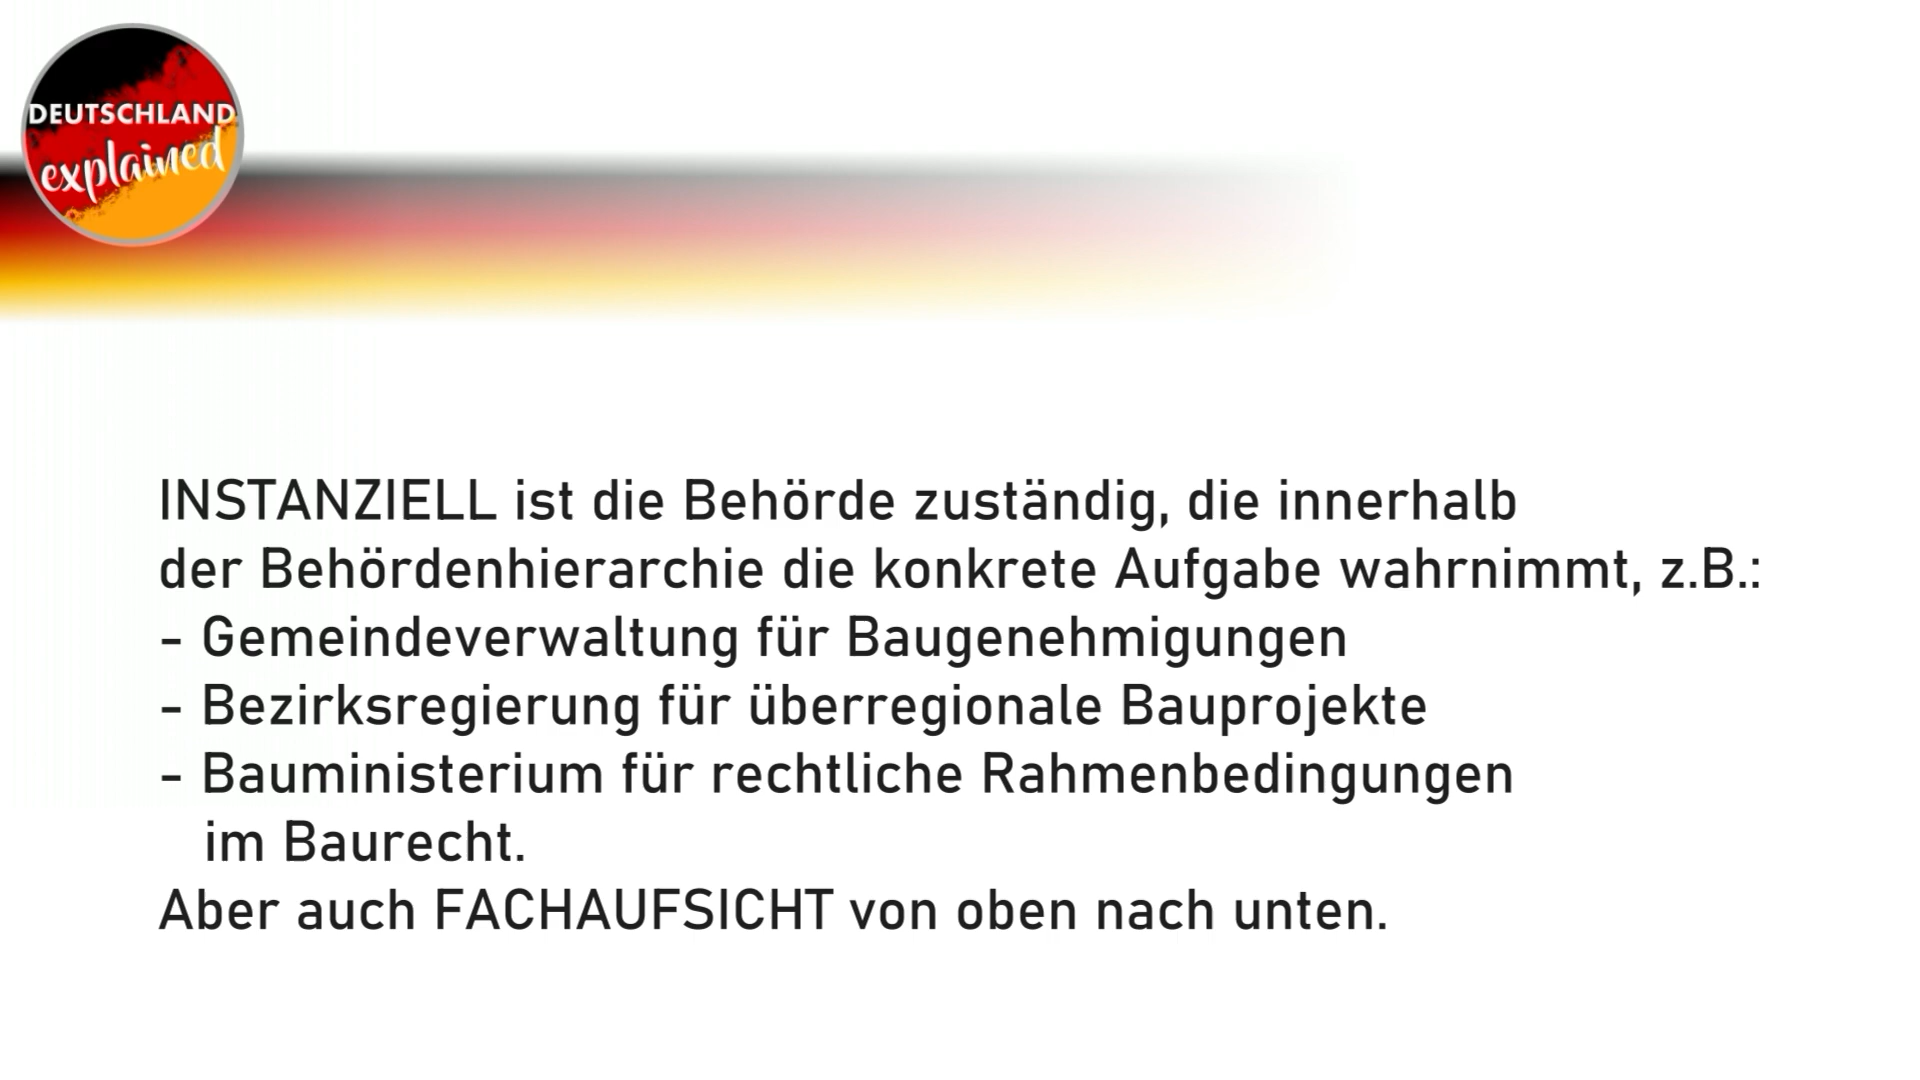 DEUTSCHLAND
explained
INSTANZIELL ist die Behörde zuständig, die innerhalb
der Behördenhierarchie die konkrete Aufgabe wahrnimmt, z.B.:
- Gemeindeverwaltung für Baugenehmigungen
- Bezirksregierung für überregionale Bauprojekte
- Bauministerium für rechtliche Rahmenbedingungen
im Baurecht.
Aber auch FACHAUFSICHT von oben nach unten.